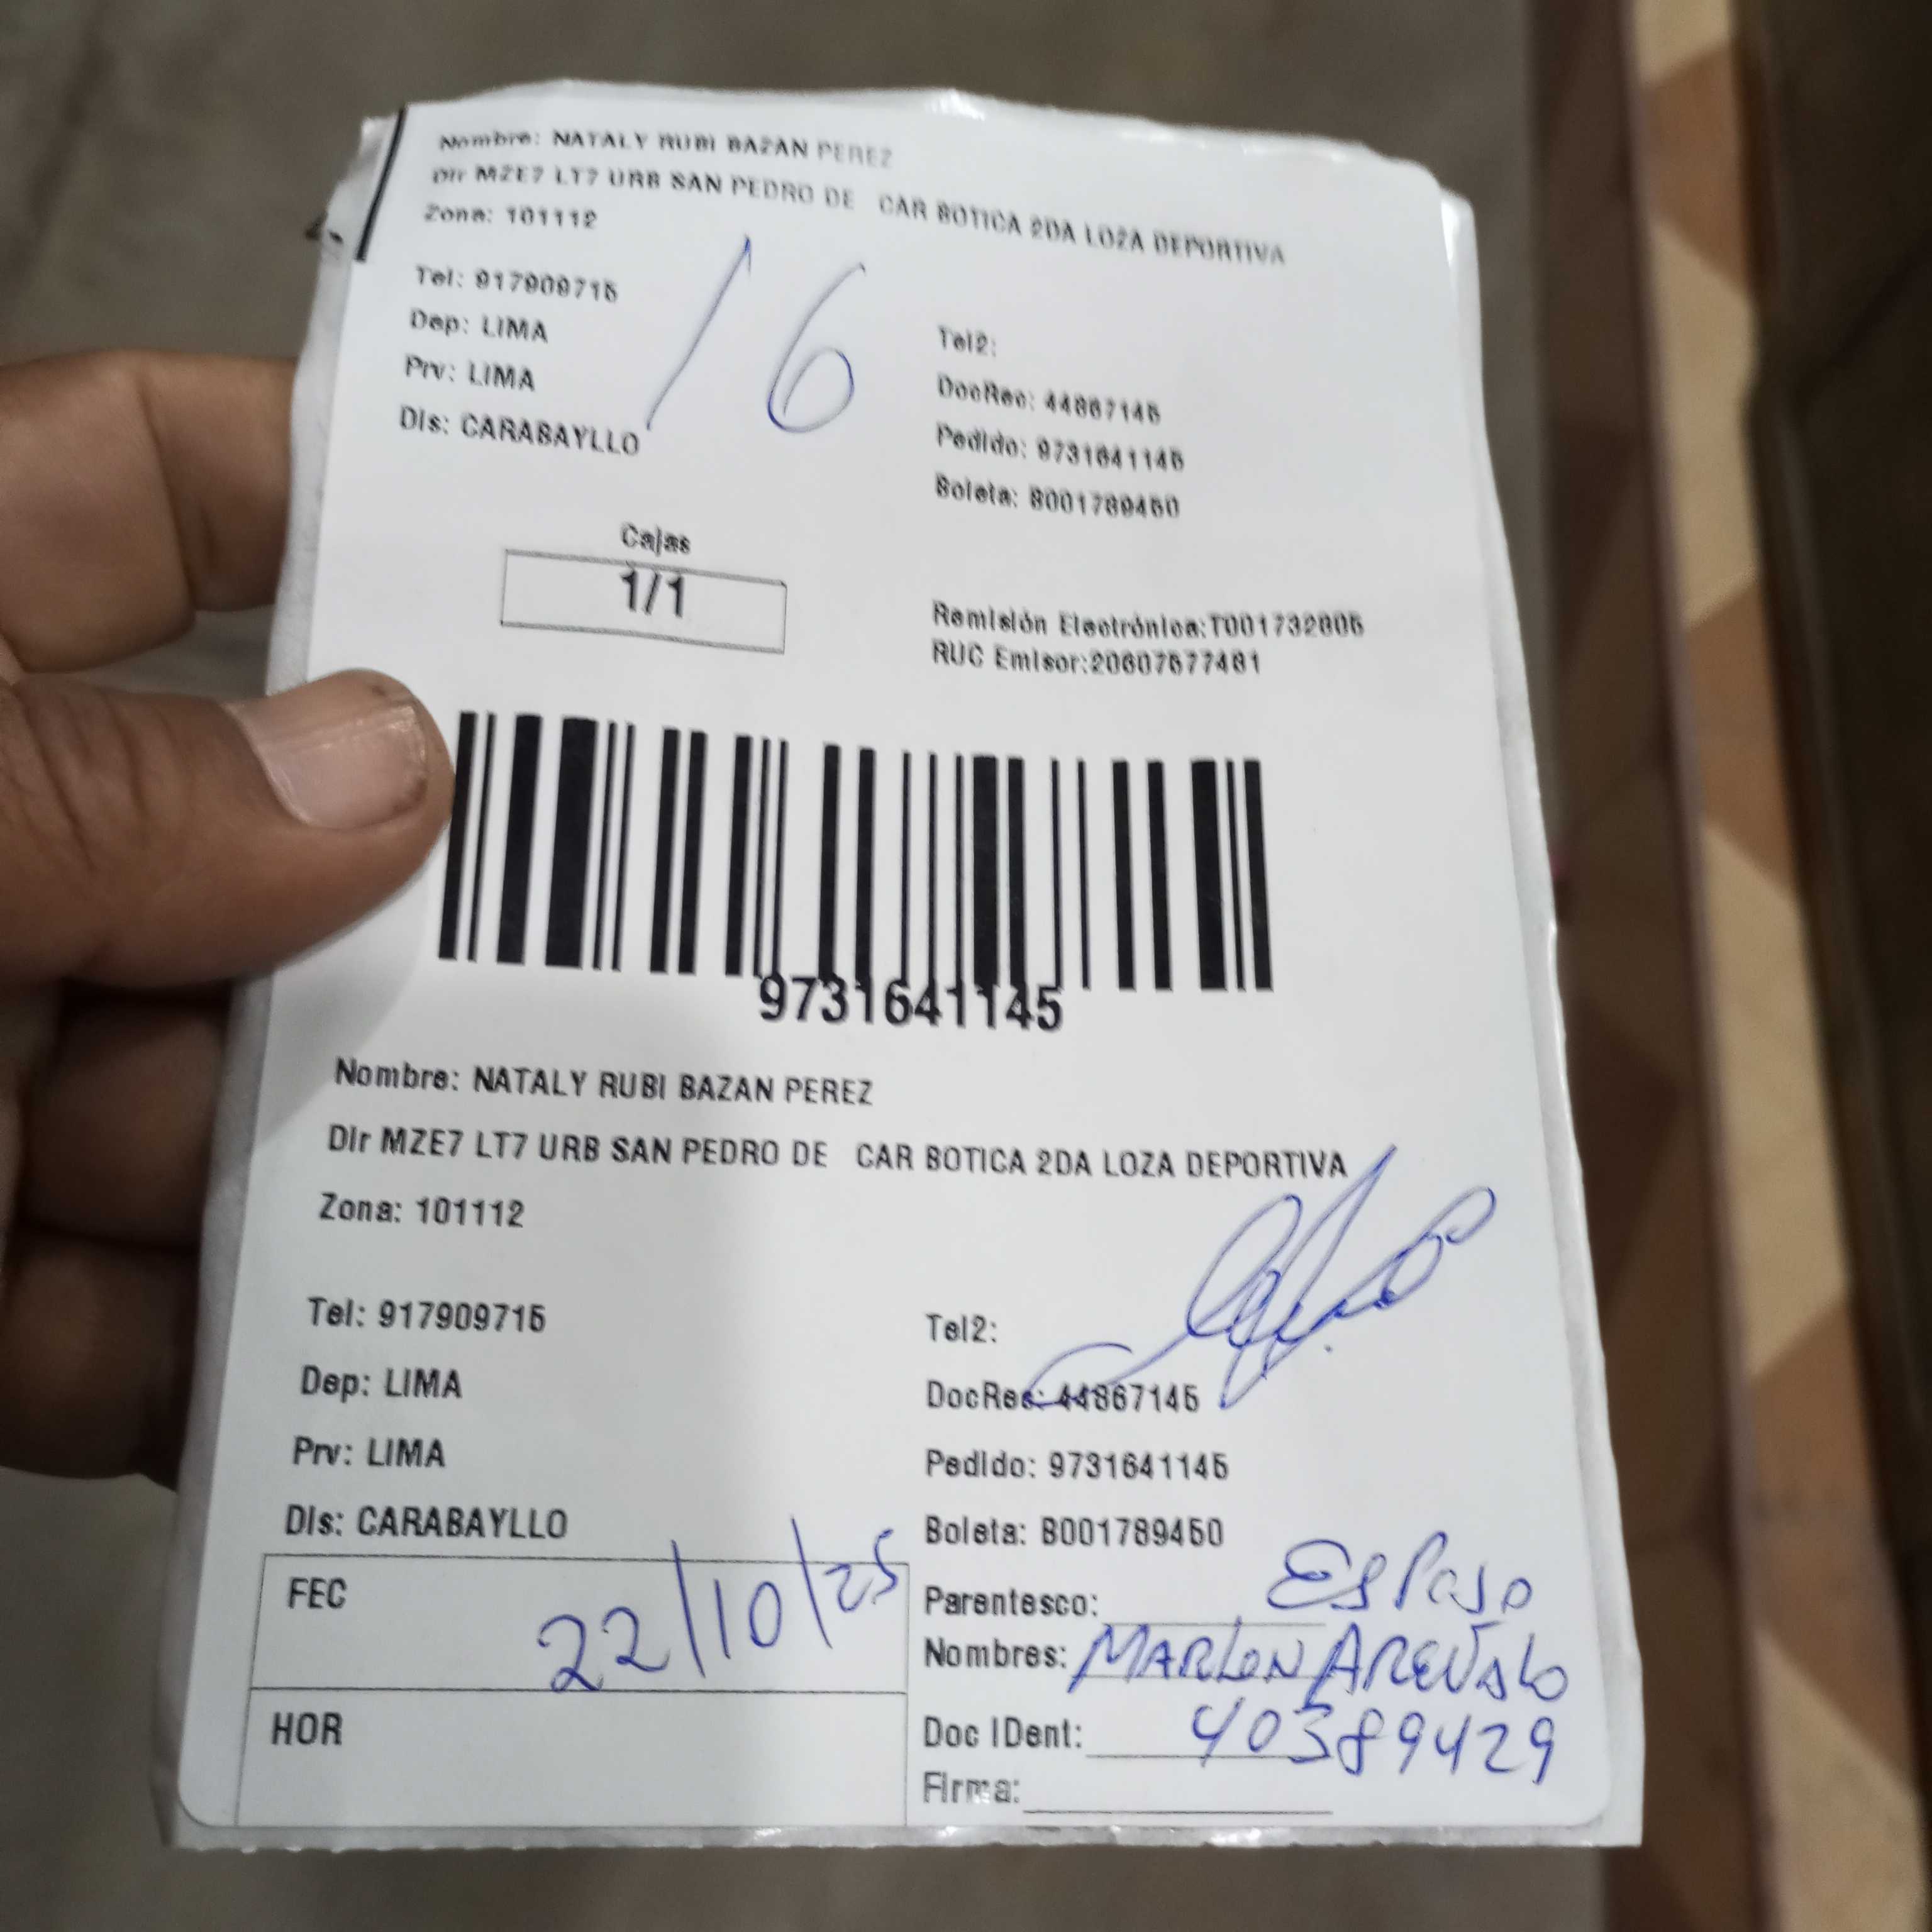 Nombre: NATALY RUBI BAZAN PEREZ
Dir MZE7 LT7 URB SAN PEDRO DE CAR BOTICA 2DA LOZA DEPORTIVA
Zona: 101112
16
Tel: 917909715
Dep: LIMA
Prv: LIMA
Dis: CARABAYLLO
Tel2:
DocRec: 44867145
Pedido: 9731641145
Boleta: B001789450
Cajas
1/1
Remisión Electrónica:T001732805
RUC Emisor:20607577481
9731641145
Nombre: NATALY RUBI BAZAN PEREZ
Dir MZE7 LT7 URB SAN PEDRO DE CAR BOTICA 2DA LOZA DEPORTIVA
Zona: 101112
Tel: 917909715
Dep: LIMA
Prv: LIMA
Dis: CARABAYLLO
Tel2:
DocRec: 44867145
Pedido: 9731641145
Boleta: B001789450
FEC 22/10/25
HOR
Parentesco: Esposo
Nombres: MARLON AREVALO
Doc IDent: 40389429
Firma: